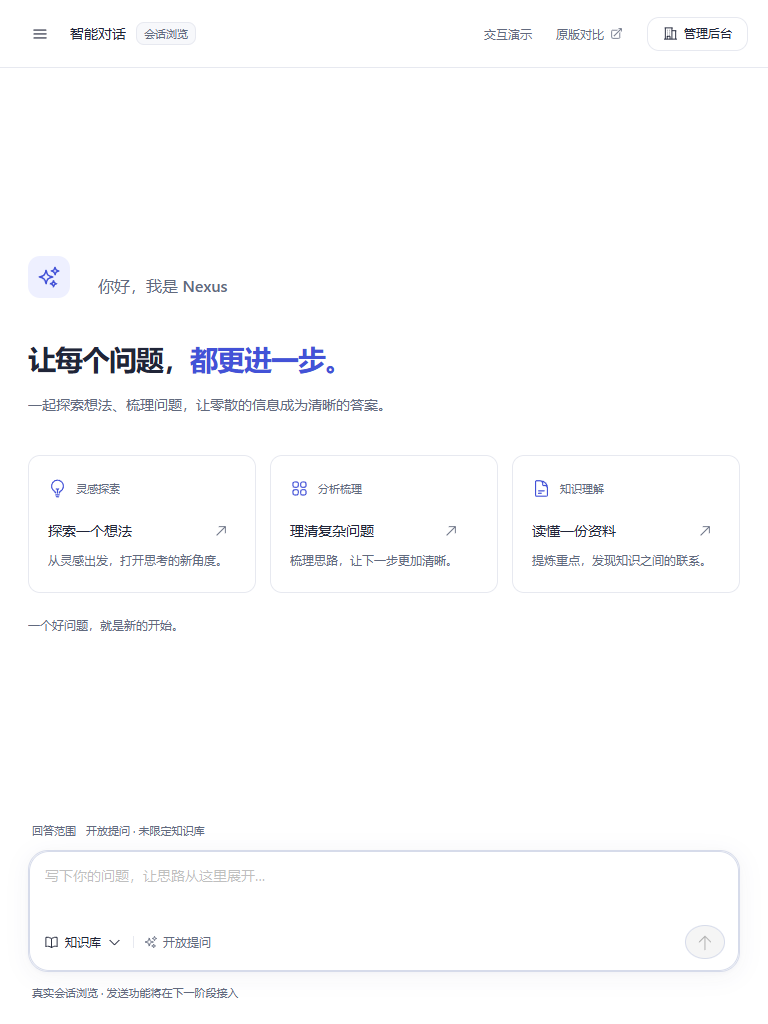 智能对话 会话浏览 交互演示 原版对比 管理后台
你好，我是 Nexus
让每个问题，都更进一步。
一起探索想法、梳理问题，让零散的信息成为清晰的答案。
灵感探索
探索一个想法
从灵感出发，打开思考的新角度。
分析梳理
理清复杂问题
梳理思路，让下一步更加清晰。
知识理解
读懂一份资料
提炼重点，发现知识之间的联系。
一个好问题，就是新的开始。
回答范围 开放提问 · 未限定知识库
写下你的问题，让思路从这里展开...
知识库 开放提问
真实会话浏览 · 发送功能将在下一阶段接入